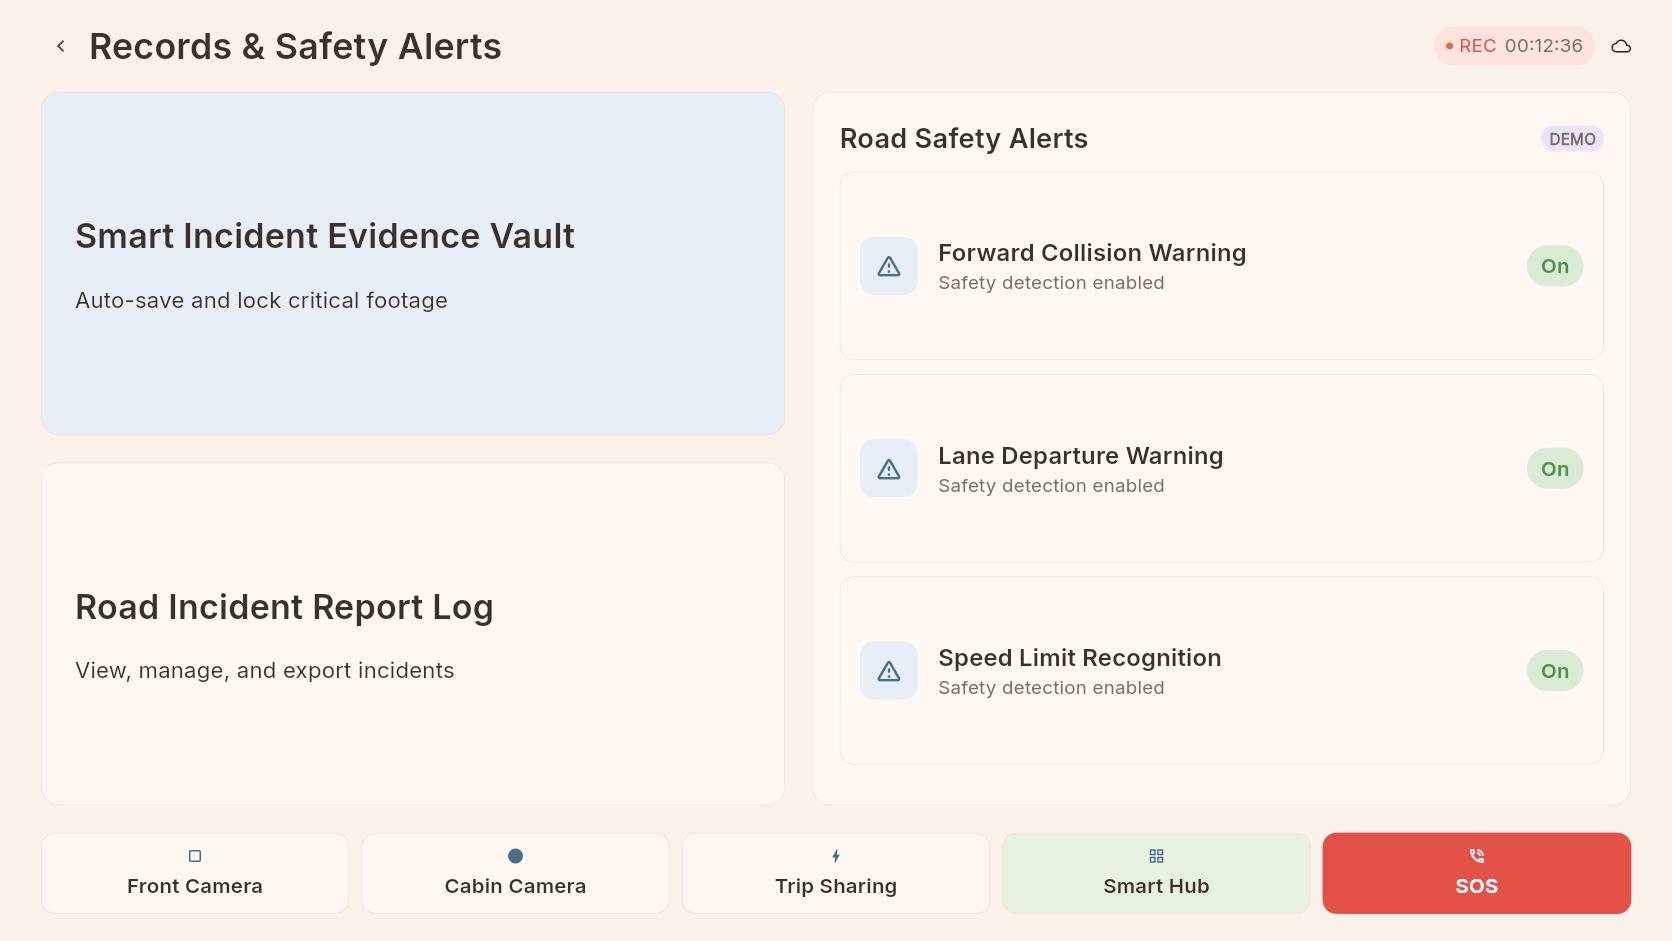 Records & Safety Alerts
REC 00:12:36
Smart Incident Evidence Vault
Auto-save and lock critical footage
Road Incident Report Log
View, manage, and export incidents
Road Safety Alerts
DEMO
Forward Collision Warning
Safety detection enabled
On
Lane Departure Warning
Safety detection enabled
On
Speed Limit Recognition
Safety detection enabled
On
Front Camera
Cabin Camera
Trip Sharing
Smart Hub
SOS